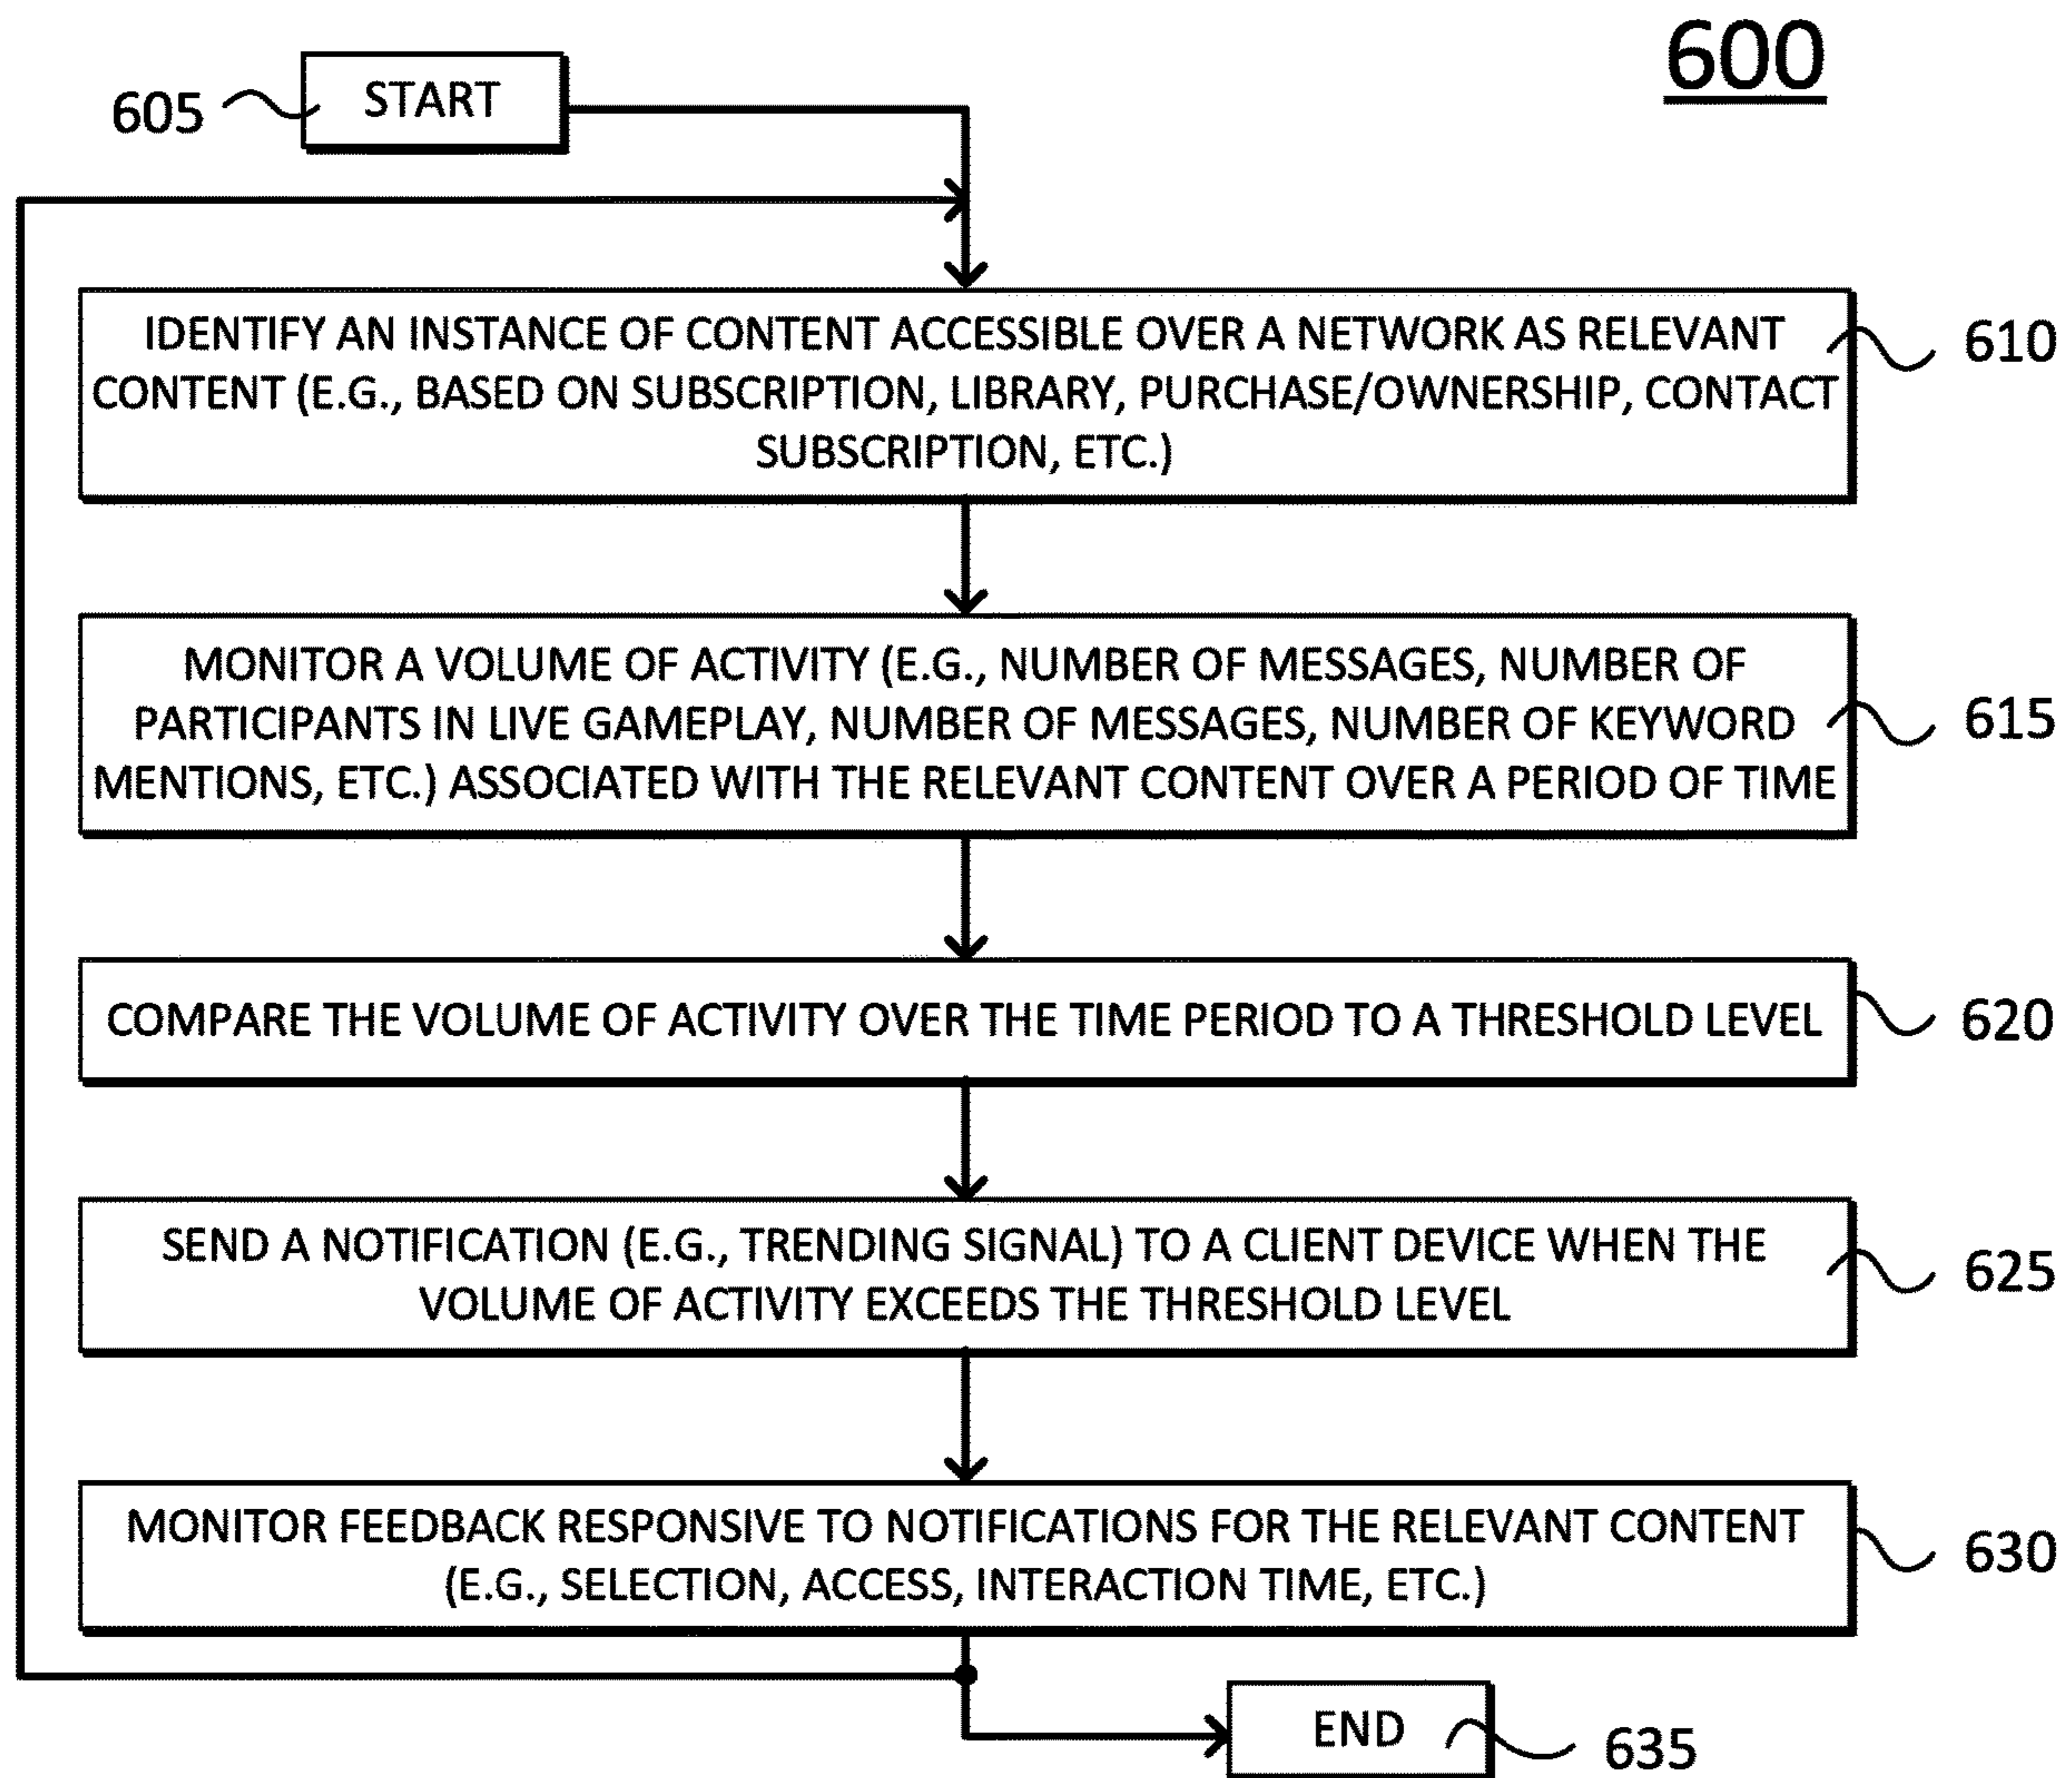 600
605
START
IDENTIFY AN INSTANCE OF CONTENT ACCESSIBLE OVER A NETWORK AS RELEVANT
CONTENT (E.G., BASED ON SUBSCRIPTION, LIBRARY, PURCHASE/OWNERSHIP, CONTACT
SUBSCRIPTION, ETC.)
610
MONITOR A VOLUME OF ACTIVITY (E.G., NUMBER OF MESSAGES, NUMBER OF
PARTICIPANTS IN LIVE GAMEPLAY, NUMBER OF MESSAGES, NUMBER OF KEYWORD
MENTIONS, ETC.) ASSOCIATED WITH THE RELEVANT CONTENT OVER A PERIOD OF TIME
615
COMPARE THE VOLUME OF ACTIVITY OVER THE TIME PERIOD TO A THRESHOLD LEVEL
620
SEND A NOTIFICATION (E.G., TRENDING SIGNAL) TO A CLIENT DEVICE WHEN THE
VOLUME OF ACTIVITY EXCEEDS THE THRESHOLD LEVEL
625
MONITOR FEEDBACK RESPONSIVE TO NOTIFICATIONS FOR THE RELEVANT CONTENT
(E.G., SELECTION, ACCESS, INTERACTION TIME, ETC.)
630
END
635